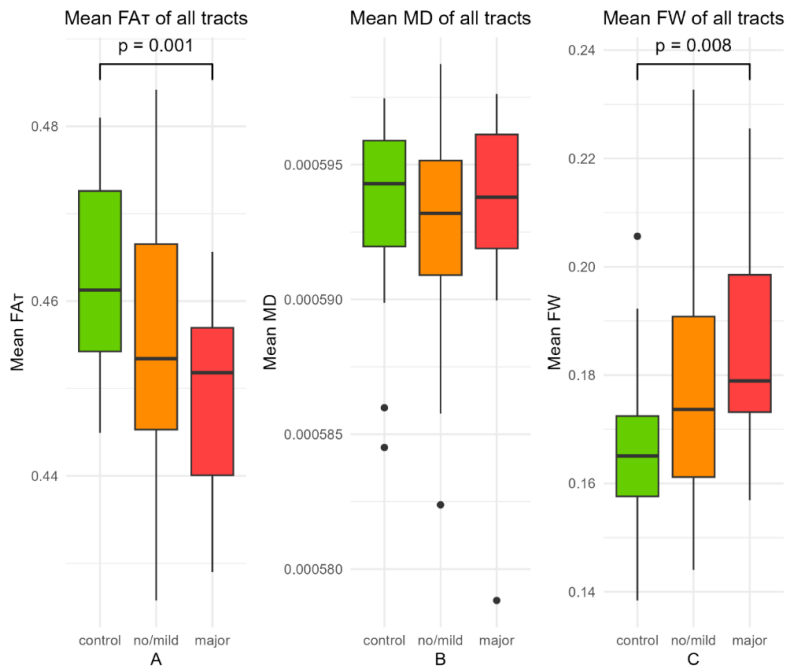 Mean FAᴛ of all tracts
p = 0.001
Mean FAᴛ
0.48
0.46
0.44
control no/mild major
A
Mean MD of all tracts
Mean MD
0.000595
0.000590
0.000585
0.000580
control no/mild major
B
Mean FW of all tracts
p = 0.008
Mean FW
0.24
0.22
0.20
0.18
0.16
0.14
control no/mild major
C